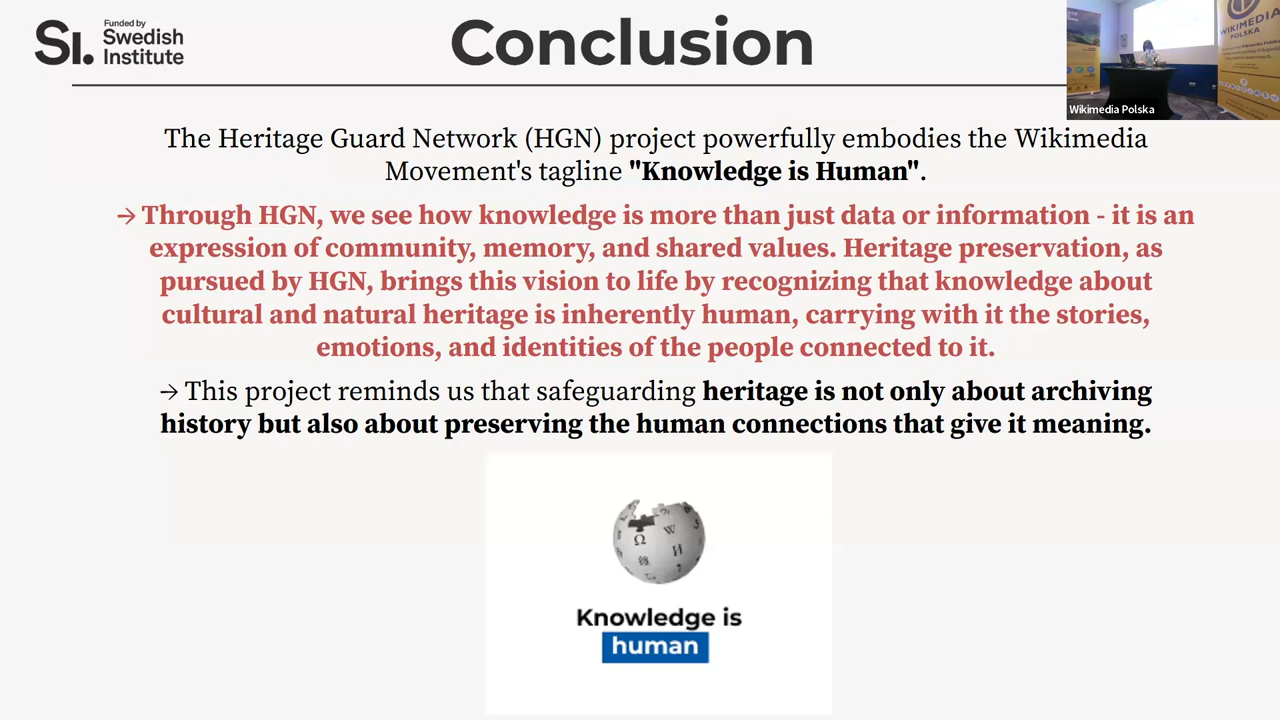 Funded by
SI. Swedish
Institute
Conclusion
WIKIMEDIA
POLSKA
Wikimedia Polska
The Heritage Guard Network (HGN) project powerfully embodies the Wikimedia
Movement's tagline "Knowledge is Human".
→ Through HGN, we see how knowledge is more than just data or information - it is an
expression of community, memory, and shared values. Heritage preservation, as
pursued by HGN, brings this vision to life by recognizing that knowledge about
cultural and natural heritage is inherently human, carrying with it the stories,
emotions, and identities of the people connected to it.
→ This project reminds us that safeguarding heritage is not only about archiving
history but also about preserving the human connections that give it meaning.
Ω W И
Knowledge is
human